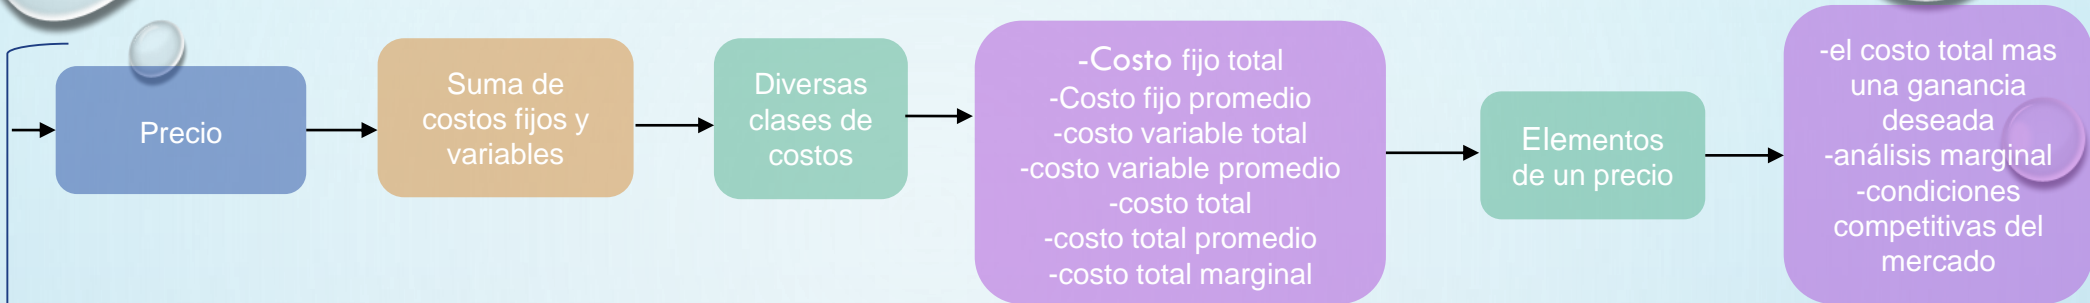 Precio
Suma de
costos fijos y
variables
Diversas
clases de
costos
-Costo fijo total
-Costo fijo promedio
-costo variable total
-costo variable promedio
-costo total
-costo total promedio
-costo total marginal
Elementos
de un precio
-el costo total mas
una ganancia
deseada
-análisis marginal
-condiciones
competitivas del
mercado